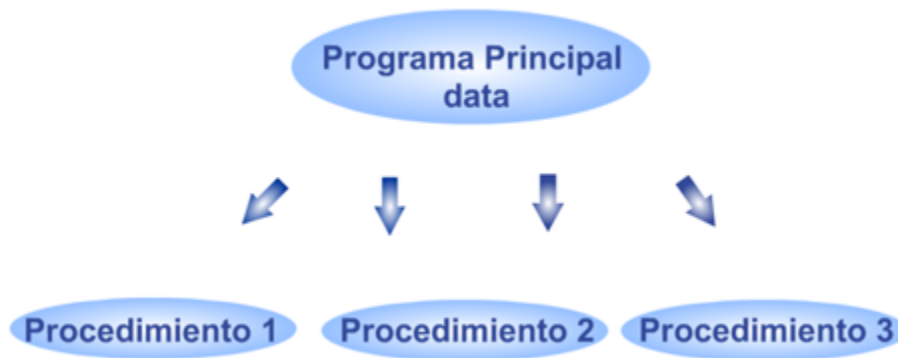 Programa Principal
data
Procedimiento 1
Procedimiento 2
Procedimiento 3